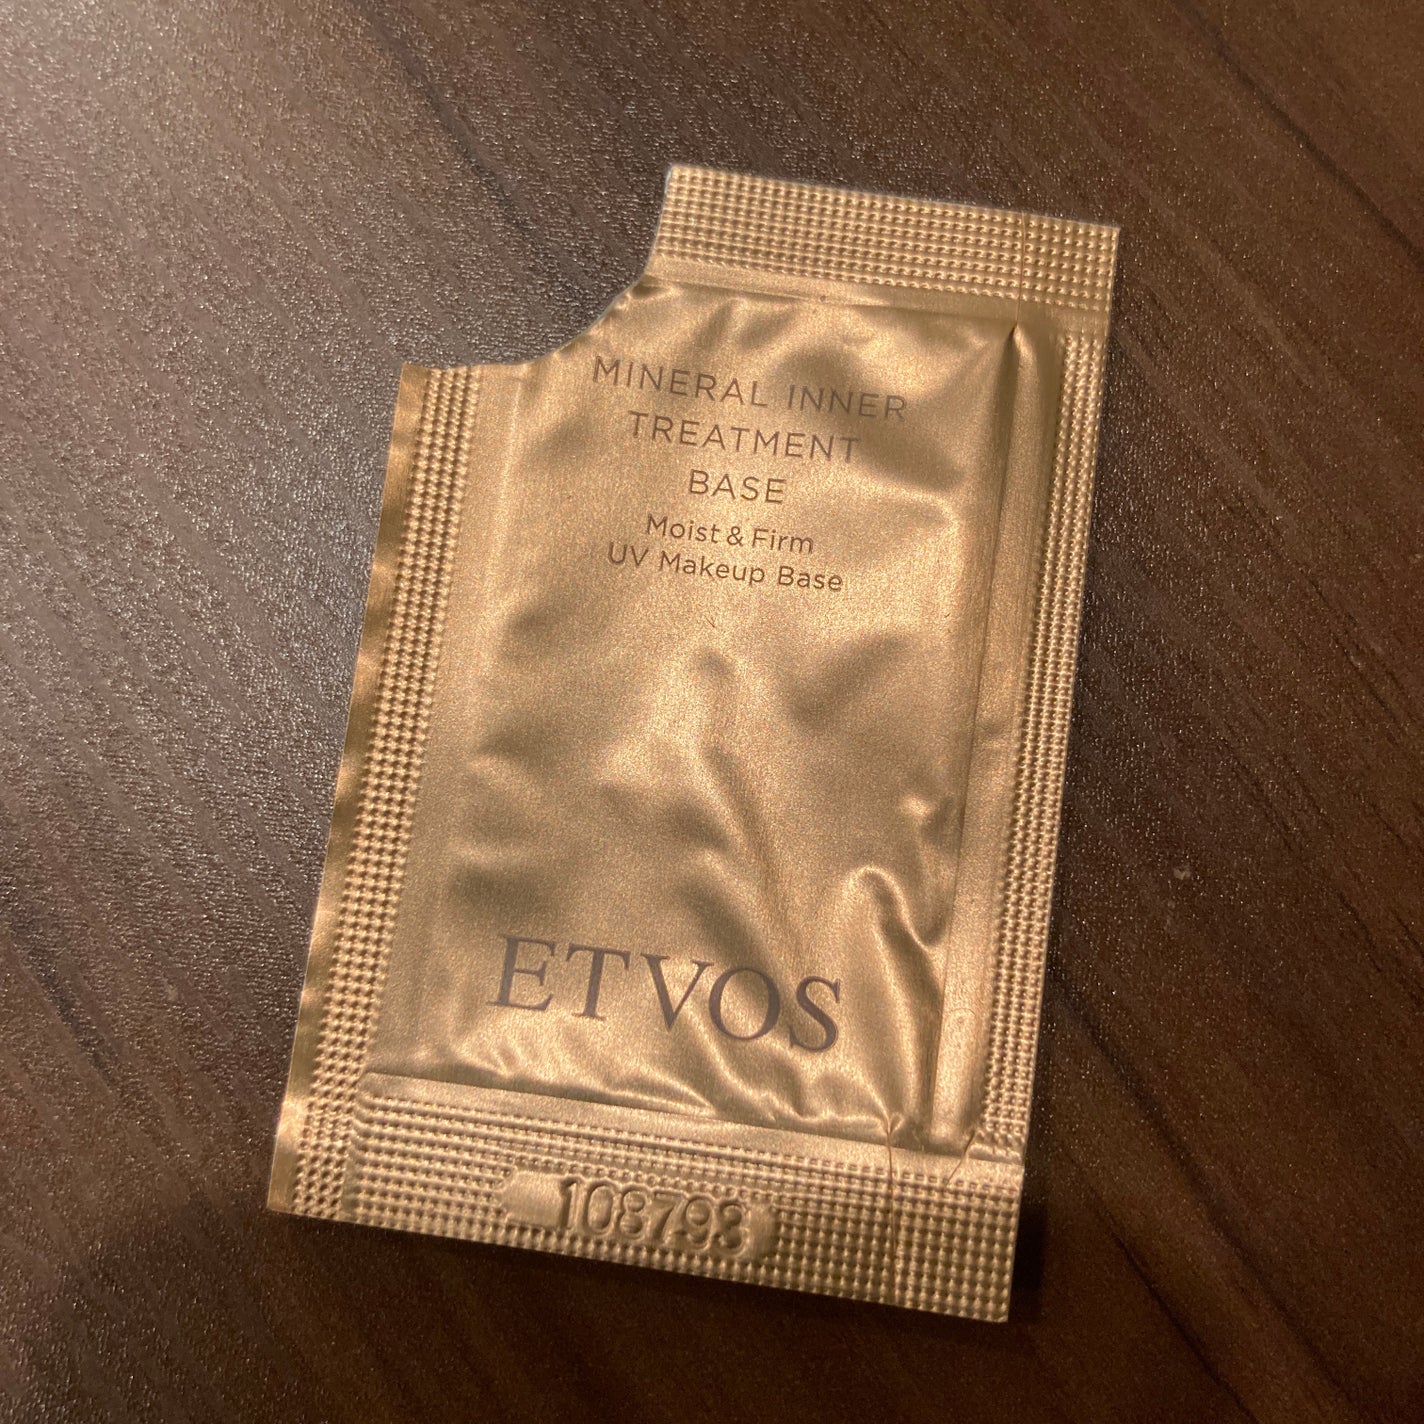 MINERAL INNER
TREATMENT
BASE
Moist & Firm
UV Makeup Base
ETVOS
108793